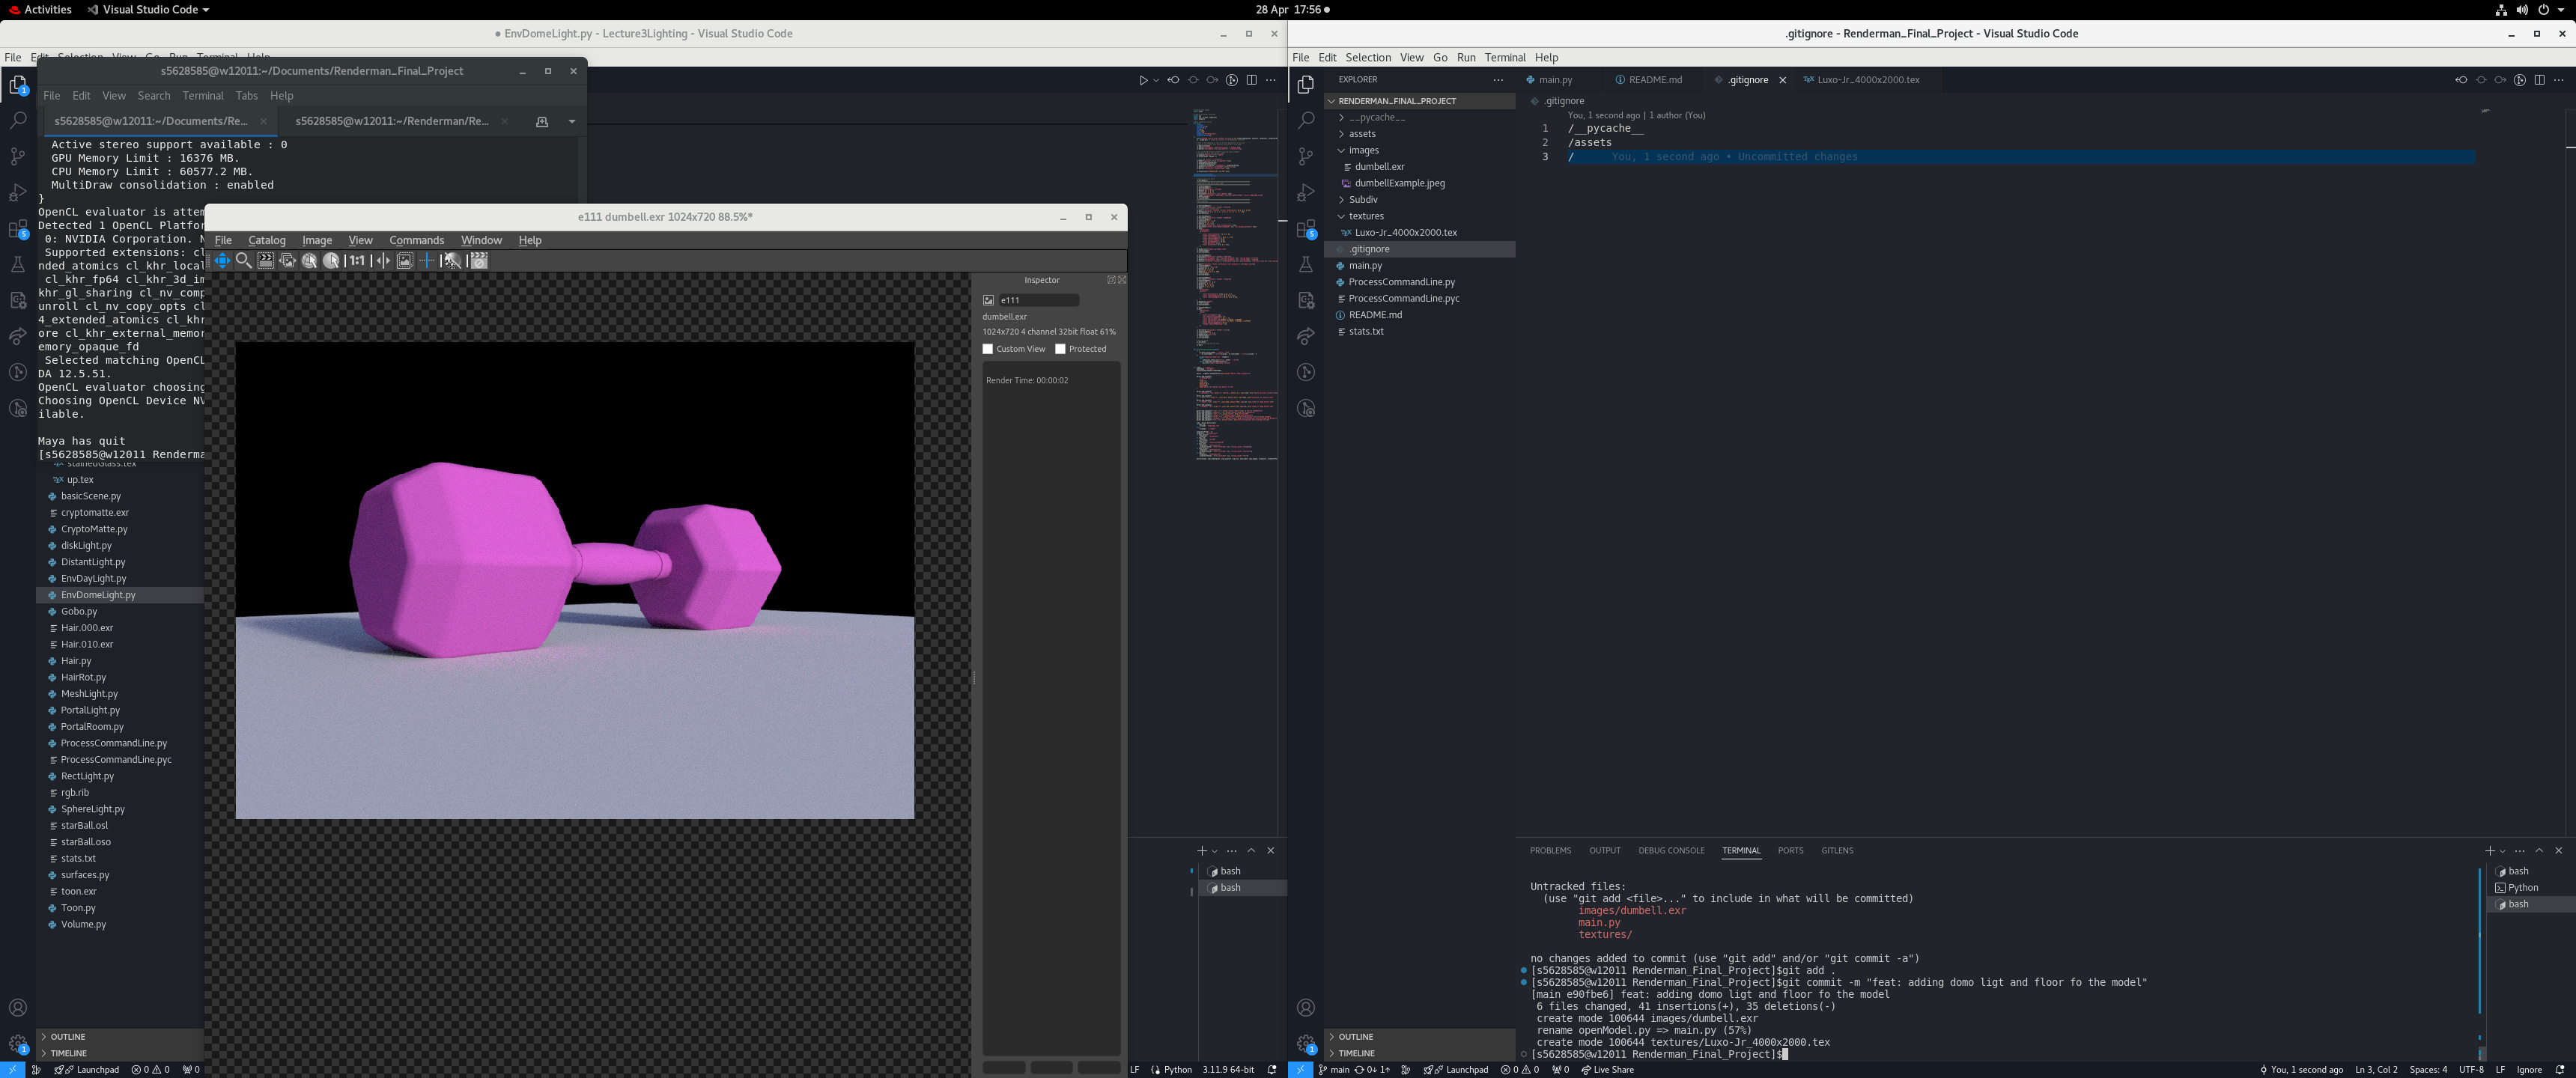 Activities
Visual Studio Code
28 Apr 17:56
● EnvDomeLight.py - Lecture3Lighting - Visual Studio Code
File Edit Selection View Go Run Terminal Help
s5628585@w12011:~/Documents/Renderman_Final_Project
File Edit View Search Terminal Tabs Help
s5628585@w12011:~/Documents/Re...
s5628585@w12011:~/Renderman/Re...
Active stereo support available : 0
GPU Memory Limit : 16376 MB.
CPU Memory Limit : 60577.2 MB.
MultiDraw consolidation : enabled
}
OpenCL evaluator is attem
Detected 1 OpenCL Platfor
0: NVIDIA Corporation. N
Supported extensions: cl
nded_atomics cl_khr_local
cl_khr_fp64 cl_khr_3d_im
khr_gl_sharing cl_nv_comp
unroll cl_nv_copy_opts cl
4_extended_atomics cl_khr
ore cl_khr_external_memor
emory_opaque_fd
Selected matching OpenCL
DA 12.5.51.
OpenCL evaluator choosing
Choosing OpenCL Device NV
ilable.
Maya has quit
[s5628585@w12011 Renderma
stainedGlass.tex
up.tex
basicScene.py
cryptomatte.exr
CryptoMatte.py
diskLight.py
DistantLight.py
EnvDayLight.py
EnvDomeLight.py
Gobo.py
Hair.000.exr
Hair.010.exr
Hair.py
HairRot.py
MeshLight.py
PortalLight.py
PortalRoom.py
ProcessCommandLine.py
ProcessCommandLine.pyc
RectLight.py
rgb.rib
SphereLight.py
starBall.osl
starBall.oso
stats.txt
surfaces.py
toon.exr
Toon.py
Volume.py
OUTLINE
TIMELINE
Launchpad
0 0
0
e111 dumbell.exr 1024x720 88.5%*
File Catalog Image View Commands Window Help
1:1
Inspector
e111
dumbell.exr
1024x720 4 channel 32bit float 61%
Custom View
Protected
Render Time: 00:00:02
bash
bash
LF
Python
3.11.9 64-bit
.gitignore - Renderman_Final_Project - Visual Studio Code
File Edit Selection View Go Run Terminal Help
EXPLORER
RENDERMAN_FINAL_PROJECT
__pycache__
assets
images
dumbell.exr
dumbellExample.jpeg
Subdiv
textures
Luxo-Jr_4000x2000.tex
.gitignore
main.py
ProcessCommandLine.py
ProcessCommandLine.pyc
README.md
stats.txt
OUTLINE
TIMELINE
main.py
README.md
.gitignore
Luxo-Jr_4000x2000.tex
.gitignore
You, 1 second ago | 1 author (You)
1 /__pycache__
2 /assets
3 / You, 1 second ago • Uncommitted changes
PROBLEMS OUTPUT DEBUG CONSOLE TERMINAL PORTS GITLENS
Untracked files:
(use "git add <file>..." to include in what will be committed)
images/dumbell.exr
main.py
textures/
no changes added to commit (use "git add" and/or "git commit -a")
[s5628585@w12011 Renderman_Final_Project]$git add .
[s5628585@w12011 Renderman_Final_Project]$git commit -m "feat: adding domo ligt and floor fo the model"
[main e90fbe6] feat: adding domo ligt and floor fo the model
6 files changed, 41 insertions(+), 35 deletions(-)
create mode 100644 images/dumbell.exr
rename openModel.py => main.py (57%)
create mode 100644 textures/Luxo-Jr_4000x2000.tex
[s5628585@w12011 Renderman_Final_Project]$
bash
Python
bash
main
0↓ 1↑
Launchpad
0 0
0
Live Share
You, 1 second ago
Ln 3, Col 2
Spaces: 4
UTF-8
LF
Ignore